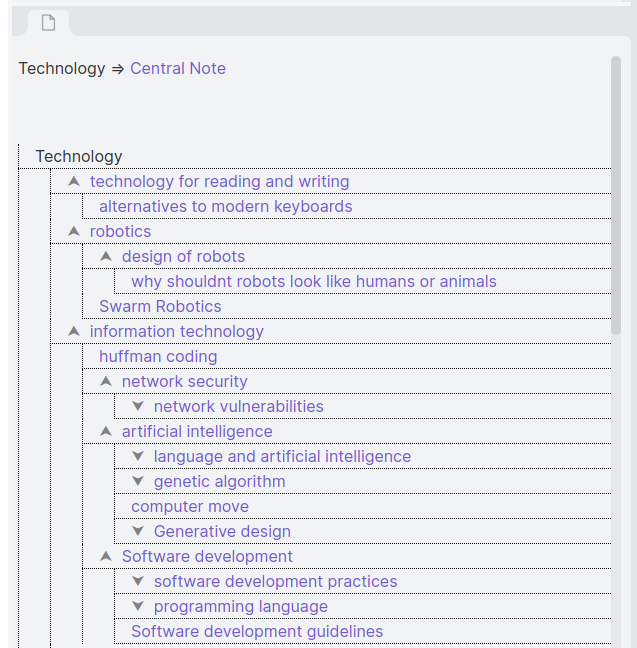 Technology ⇒ Central Note
Technology
technology for reading and writing
alternatives to modern keyboards
robotics
design of robots
why shouldnt robots look like humans or animals
Swarm Robotics
information technology
huffman coding
network security
network vulnerabilities
artificial intelligence
language and artificial intelligence
genetic algorithm
computer move
Generative design
Software development
software development practices
programming language
Software development guidelines